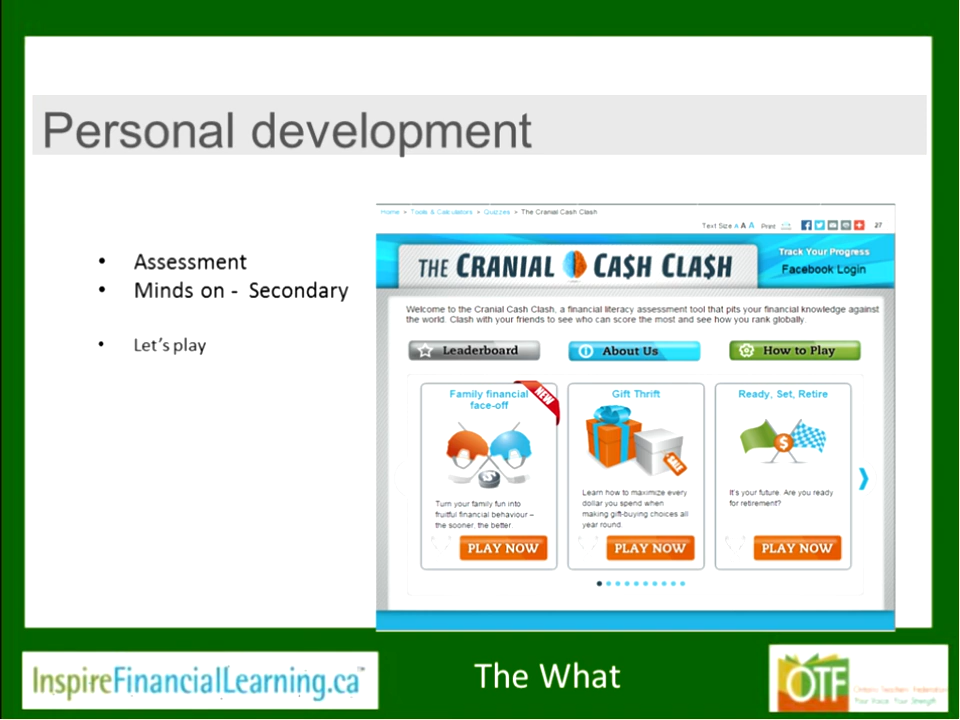 Personal development
• Assessment
• Minds on - Secondary
• Let's play
Home > Tools & Calculators > Quizzes > The Cranial Cash Clash
Text Size A A A Print 27
THE CRANIAL CA$H CLA$H
Track Your Progress
Facebook Login
Welcome to the Cranial Cash Clash, a financial literacy assessment tool that pits your financial knowledge against
the world. Clash with your friends to see who can score the most and see how you rank globally.
Leaderboard
About Us
How to Play
Family financial
face-off
NEW
Turn your family fun into
fruitful financial behaviour –
the sooner, the better.
PLAY NOW
Gift Thrift
SALE
Learn how to maximize every
dollar you spend when
making gift-buying choices all
year round.
PLAY NOW
Ready, Set, Retire
$
It's your future. Are you ready
for retirement?
PLAY NOW
InspireFinancialLearning.ca™
The What
OTF
Ontario Teachers' Federation
Your Voice. Your Strength.